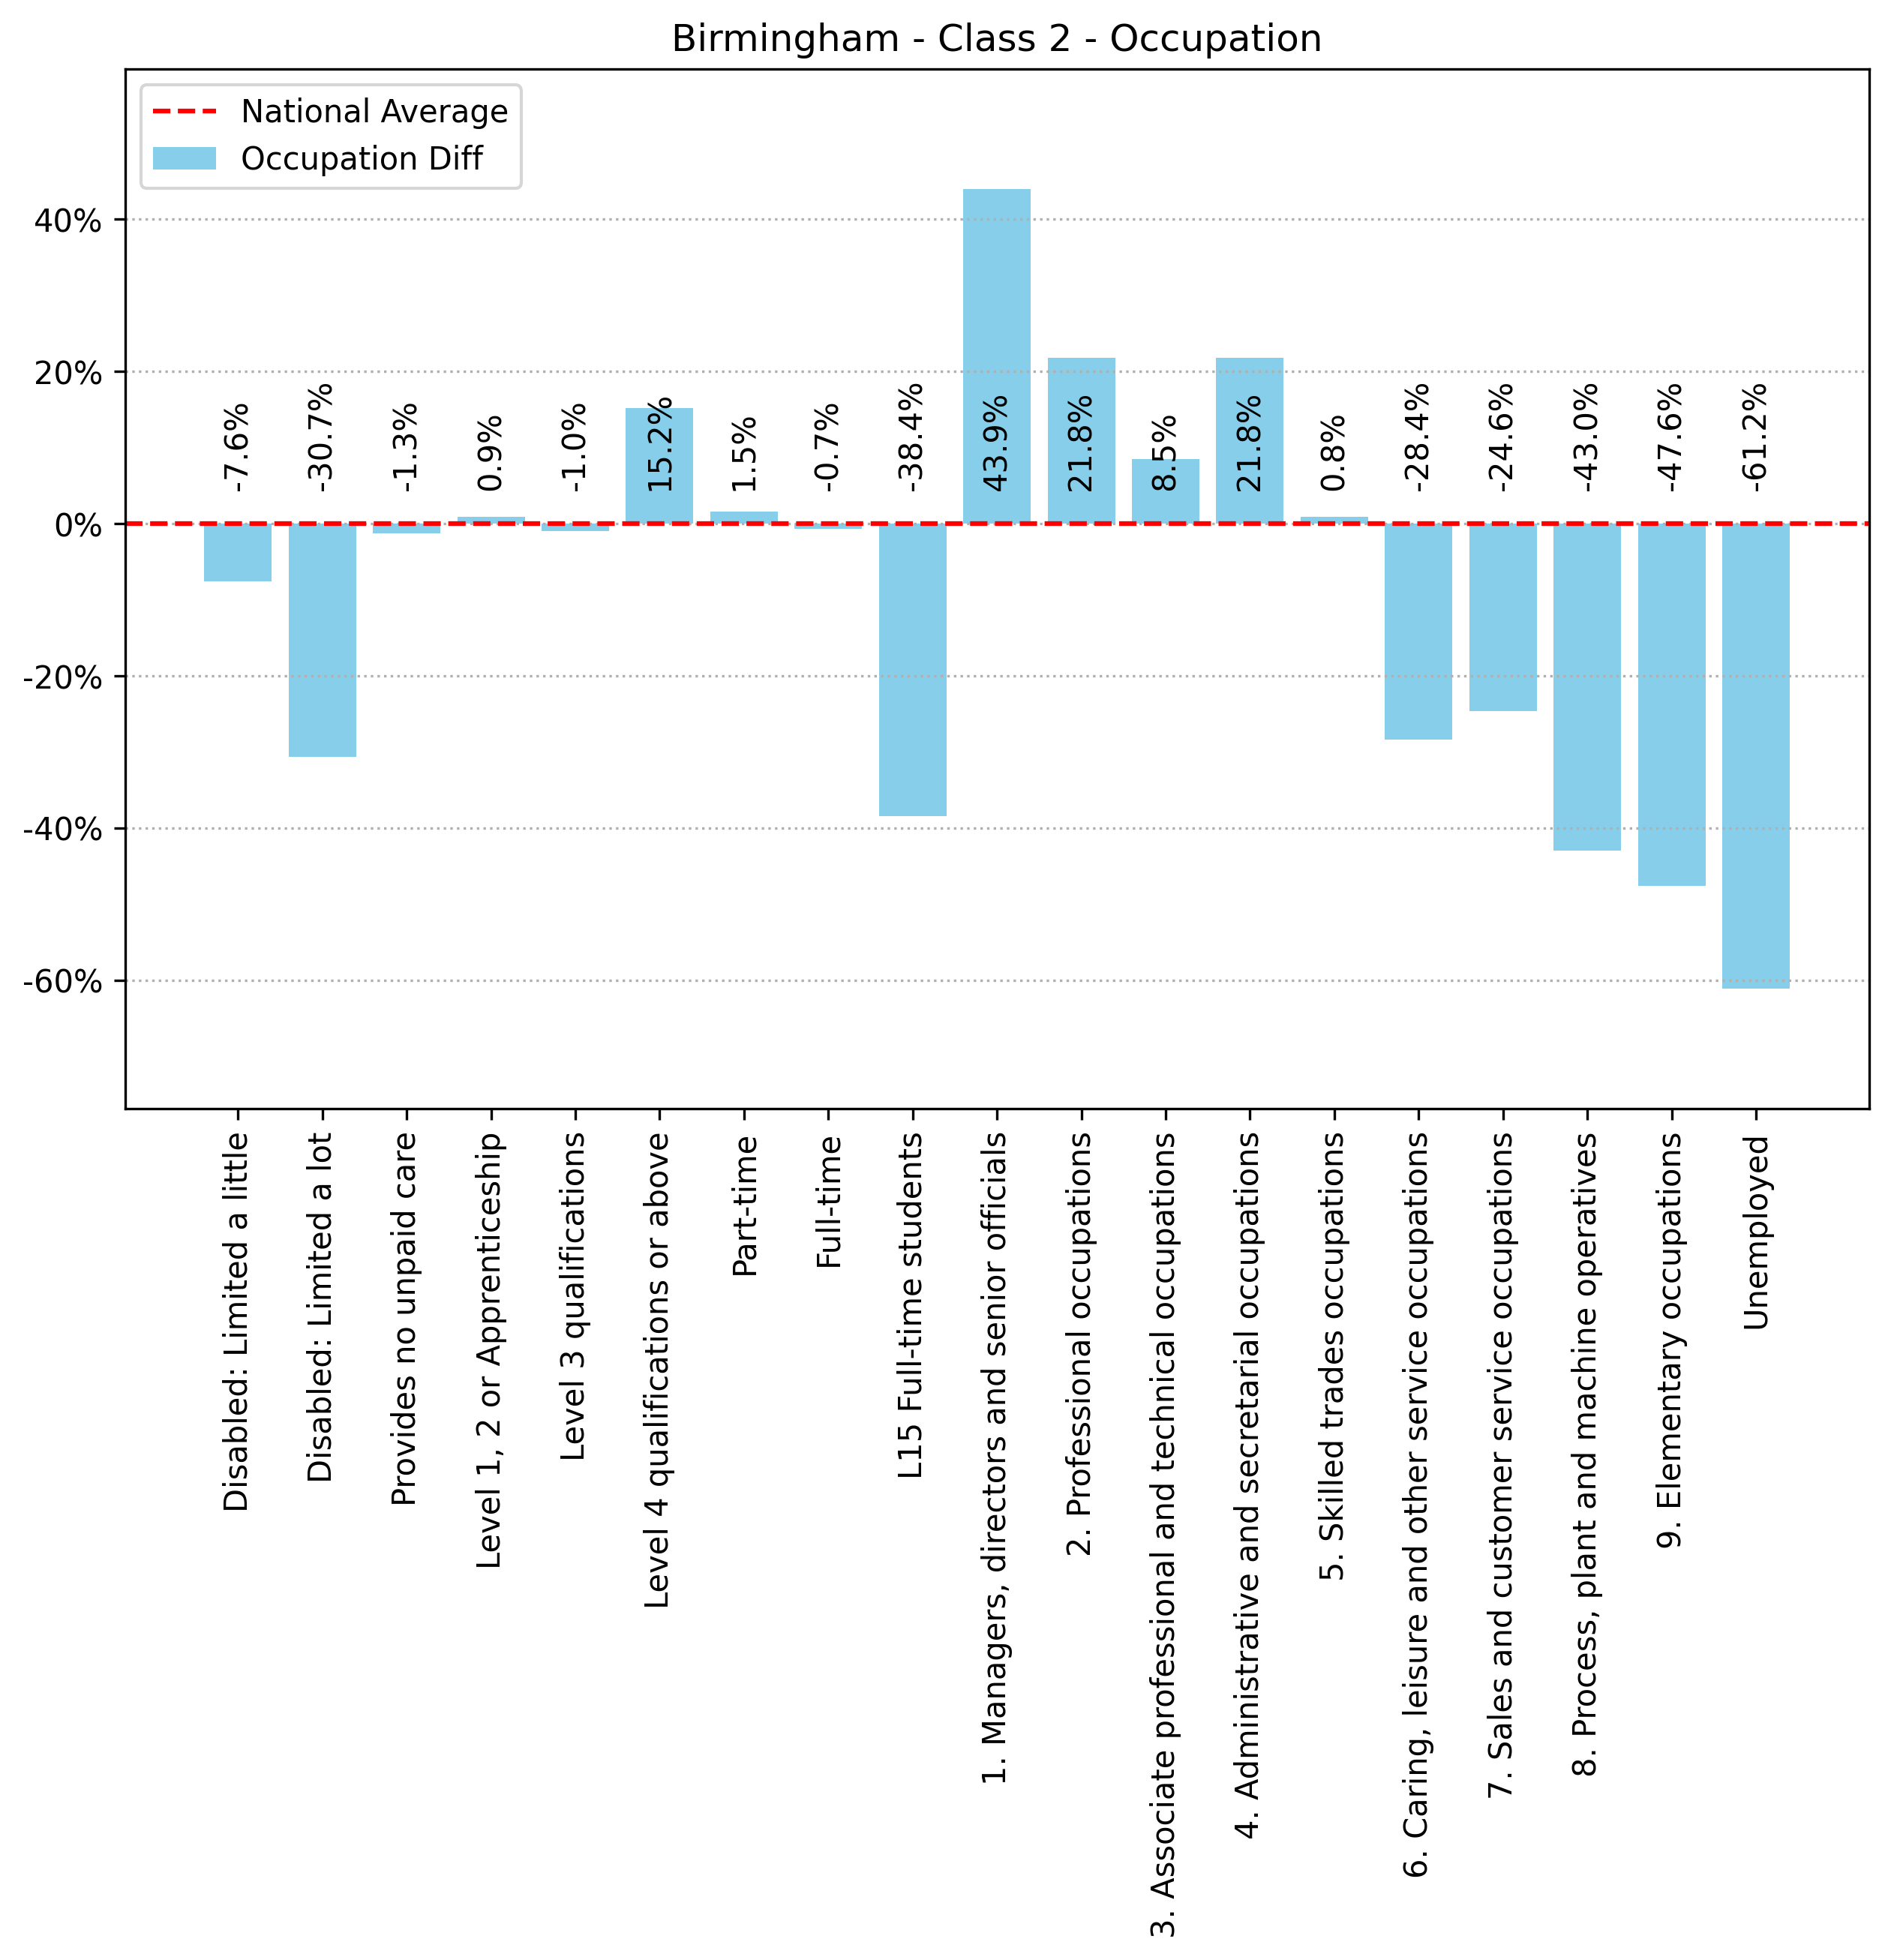 Birmingham - Class 2 - Occupation
National Average
Occupation Diff
40%
20%
0%
-20%
-40%
-60%
-7.6%
-30.7%
-1.3%
0.9%
-1.0%
15.2%
1.5%
-0.7%
-38.4%
43.9%
21.8%
8.5%
21.8%
0.8%
-28.4%
-24.6%
-43.0%
-47.6%
-61.2%
Disabled: Limited a little
Disabled: Limited a lot
Provides no unpaid care
Level 1, 2 or Apprenticeship
Level 3 qualifications
Level 4 qualifications or above
Part-time
Full-time
L15 Full-time students
1. Managers, directors and senior officials
2. Professional occupations
3. Associate professional and technical occupations
4. Administrative and secretarial occupations
5. Skilled trades occupations
6. Caring, leisure and other service occupations
7. Sales and customer service occupations
8. Process, plant and machine operatives
9. Elementary occupations
Unemployed